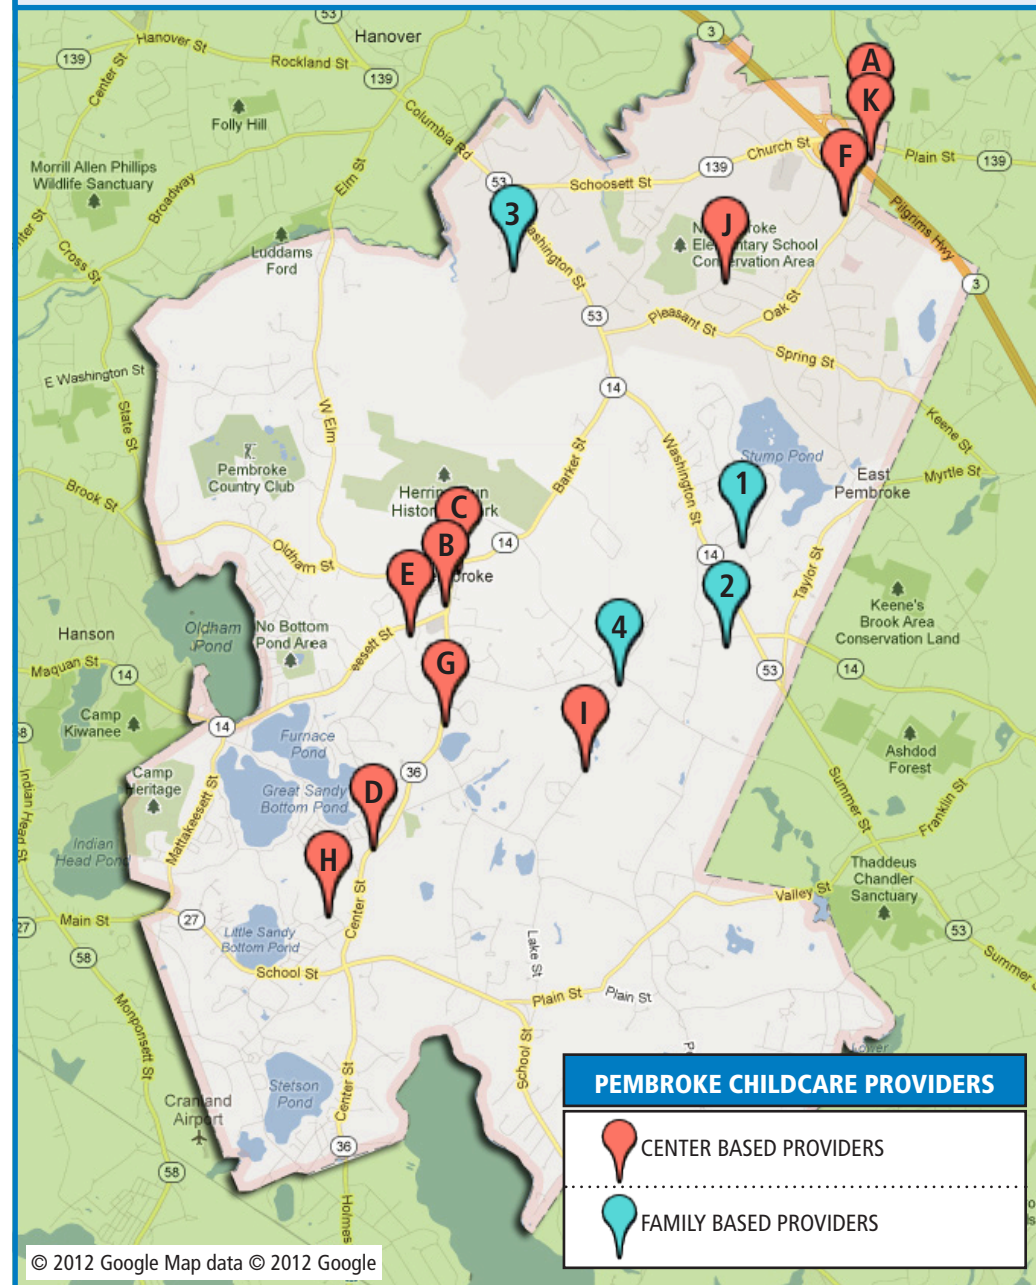 53
Hanover
3
Hanover St
139
Rockland St
139
A
K
Center St
Folly Hill
Columbia Rd
Church St
F
Plain St
139
139
Morrill Allen Phillips
Wildlife Sanctuary
Broadway
Elm St
53
Schoosett St
3
J
Pilgrims Hwy
Cross St
Luddams
Ford
Washington St
Elementary School
Conservation Area
3
53
Pleasant St
Oak St
Spring St
E Washington St
State St
14
W Elm
Keene St
Barker St
Washington St
Pembroke
Country Club
Stump Pond
East
Pembroke
Myrtle St
Brook St
1
C
B
14
14
Oldham St
E
Taylor St
2
Keene's
Brook Area
Conservation Land
Hanson
Oldham
Pond
No Bottom
Pond Area
4
Maquan St
14
G
53
14
Camp
Kiwanee
14
I
Furnace
Pond
36
Ashdod
Forest
Camp
Heritage
Great Sandy
Bottom Pond
D
Mattakeesett St
Indian Head St
Summer St
Franklin St
Indian
Head Pond
H
Thaddeus
Chandler
Sanctuary
Center St
Valley St
27
Main St
27
Little Sandy
Bottom Pond
Lake St
53
58
School St
Summer
Plain St
Plain St
Monponsett St
School St
Lower
Stetson
Pond
Center St
Cranland
Airport
36
58
Holmes
PEMBROKE CHILDCARE PROVIDERS
CENTER BASED PROVIDERS
FAMILY BASED PROVIDERS
© 2012 Google Map data © 2012 Google